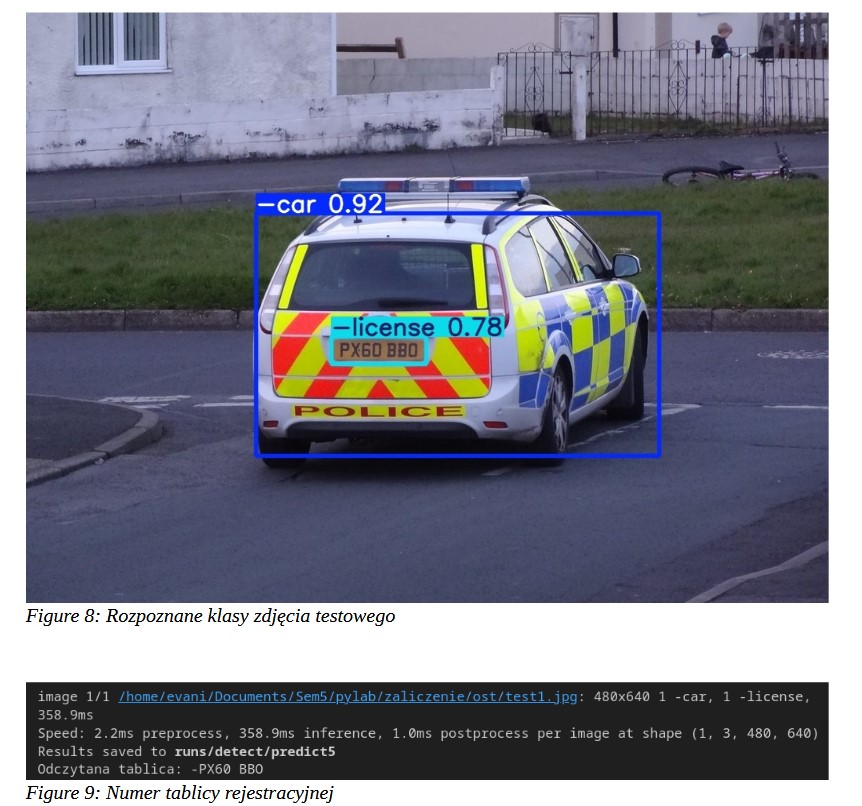 —car 0.92
—license 0.78
PX60 BBO
POLICE
Figure 8: Rozpoznane klasy zdjęcia testowego
image 1/1 /home/evani/Documents/Sem5/pylab/zaliczenie/ost/test1.jpg: 480x640 1 -car, 1 -license,
358.9ms
Speed: 2.2ms preprocess, 358.9ms inference, 1.0ms postprocess per image at shape (1, 3, 480, 640)
Results saved to runs/detect/predict5
Odczytana tablica: -PX60 BBO
Figure 9: Numer tablicy rejestracyjnej